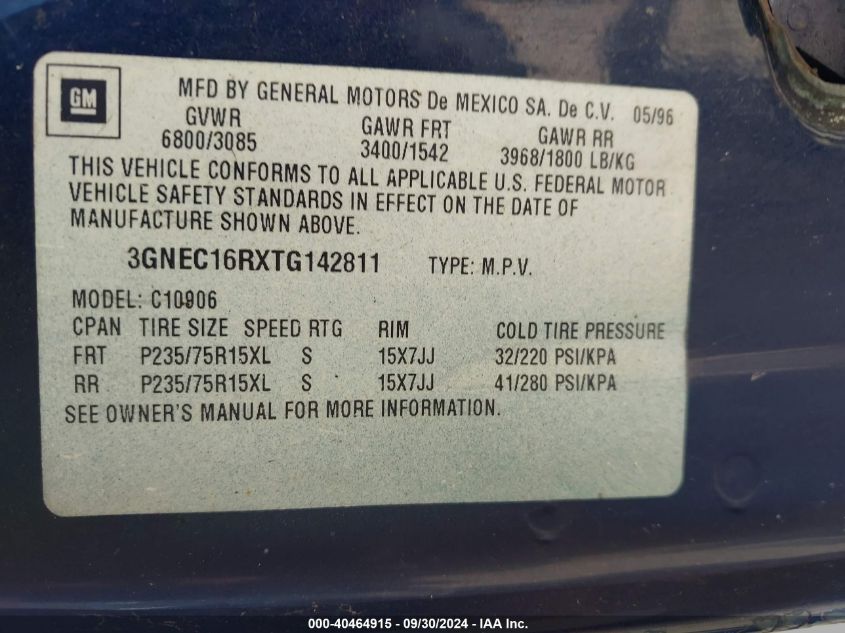 GM
MFD BY GENERAL MOTORS De MEXICO SA. De C.V. 05/96
GVWR GAWR FRT GAWR RR
6800/3085 3400/1542 3968/1800 LB/KG
THIS VEHICLE CONFORMS TO ALL APPLICABLE U.S. FEDERAL MOTOR
VEHICLE SAFETY STANDARDS IN EFFECT ON THE DATE OF
MANUFACTURE SHOWN ABOVE.
3GNEC16RXTG142811 TYPE: M.P.V.
MODEL: C10906
CPAN TIRE SIZE SPEED RTG RIM COLD TIRE PRESSURE
FRT P235/75R15XL S 15X7JJ 32/220 PSI/KPA
RR P235/75R15XL S 15X7JJ 41/280 PSI/KPA
SEE OWNER'S MANUAL FOR MORE INFORMATION.
000-40464915 - 09/30/2024 - IAA Inc.